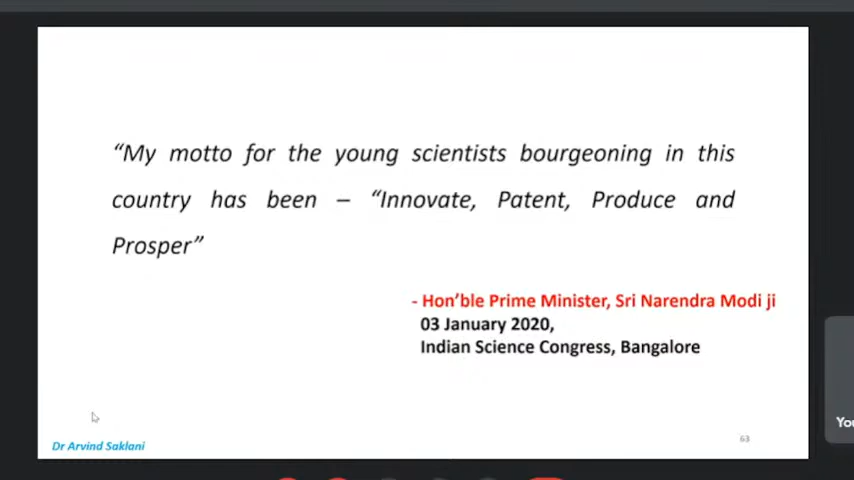 “My motto for the young scientists bourgeoning in this
country has been – “Innovate, Patent, Produce and
Prosper”
- Hon’ble Prime Minister, Sri Narendra Modi ji
03 January 2020,
Indian Science Congress, Bangalore
Dr Arvind Saklani
63